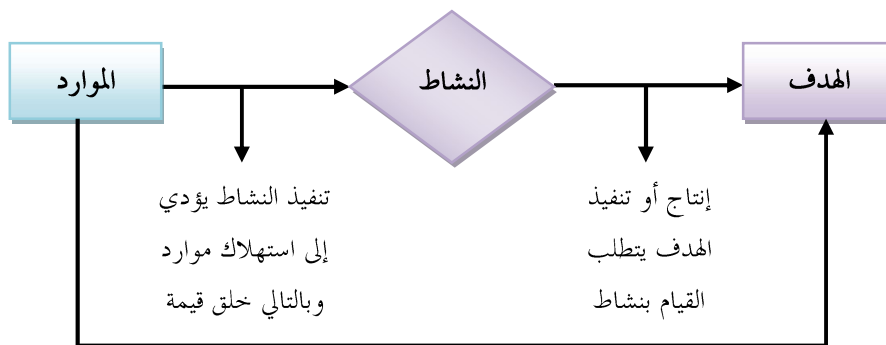 الهدف
النشاط
الموارد
إنتاج أو تنفيذ
الهدف يتطلب
القيام بنشاط
تنفيذ النشاط يؤدي
إلى استهلاك موارد
وبالتالي خلق قيمة